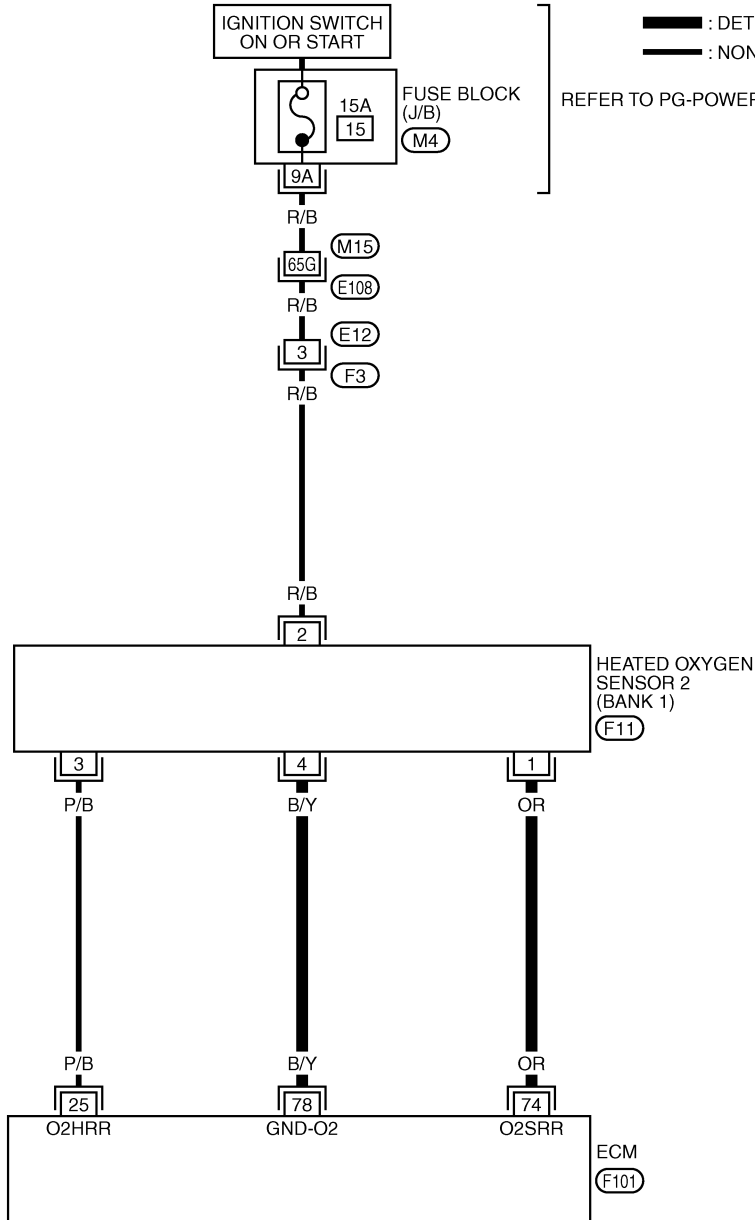 IGNITION SWITCH
ON OR START
: DET
: NON
REFER TO PG-POWER
FUSE BLOCK
(J/B)
M4
15A
15
9A
R/B
65G
M15
E108
R/B
E12
3
F3
R/B
R/B
2
HEATED OXYGEN
SENSOR 2
(BANK 1)
F11
3
4
1
P/B
B/Y
OR
P/B
B/Y
OR
25
78
74
O2HRR
GND-O2
O2SRR
ECM
F101